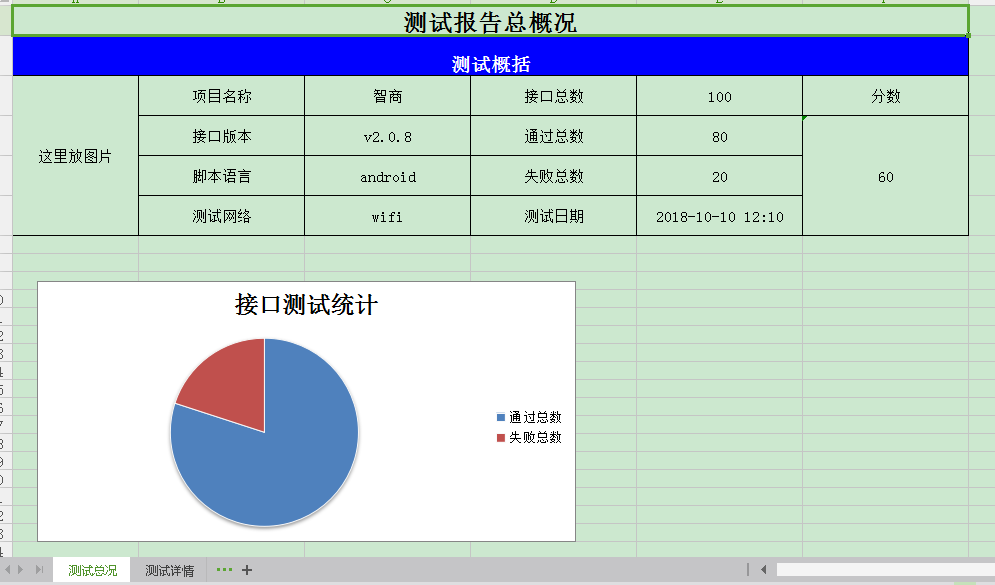 测试报告总概况
测试概括
项目名称 智商 接口总数 100 分数
接口版本 v2.0.8 通过总数 80
这里放图片 60
脚本语言 android 失败总数 20
测试网络 wifi 测试日期 2018-10-10 12:10
接口测试统计
通过总数
失败总数
测试总况 测试详情